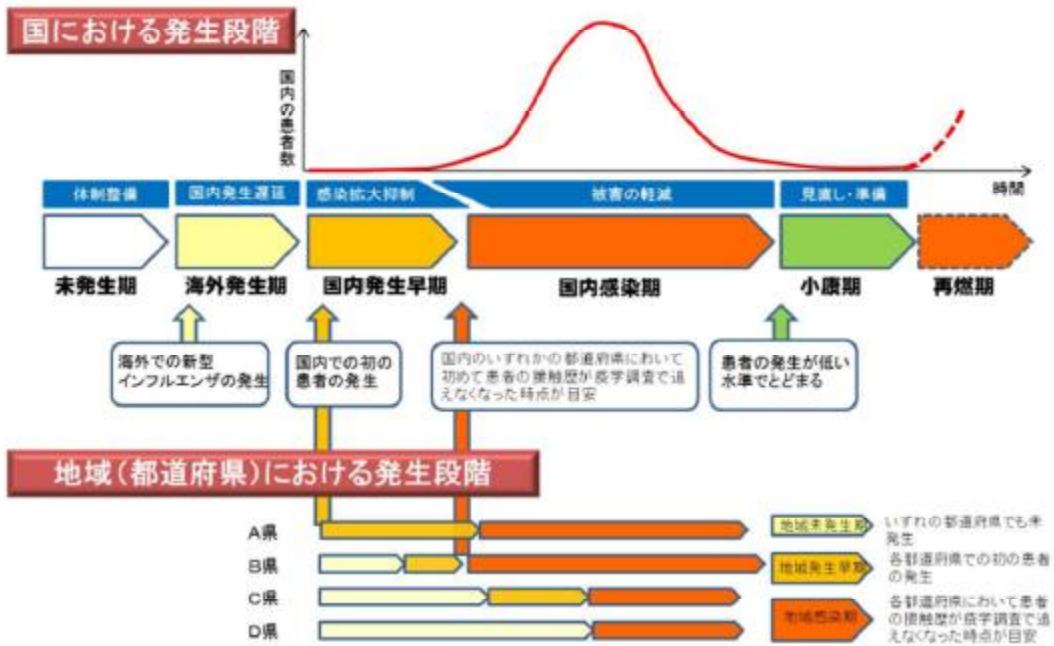 国における発生段階
国内の患者数
時間
体制整備
国内発生遅延
感染拡大抑制
被害の軽減
見直し・準備
未発生期
海外発生期
国内発生早期
国内感染期
小康期
再燃期
海外での新型
インフルエンザの発生
国内での初の
患者の発生
国内のいずれかの都道府県において
初めて患者の接触歴が疫学調査で追
えなくなった時点が目安
患者の発生が低い
水準でとどまる
地域(都道府県)における発生段階
A県
B県
C県
D県
地域未発生期
いずれの都道府県でも未
発生
地域発生早期
各都道府県での初の患者
の発生
地域感染期
各都道府県において患者
の接触歴が疫学調査で追
えなくなった時点が目安